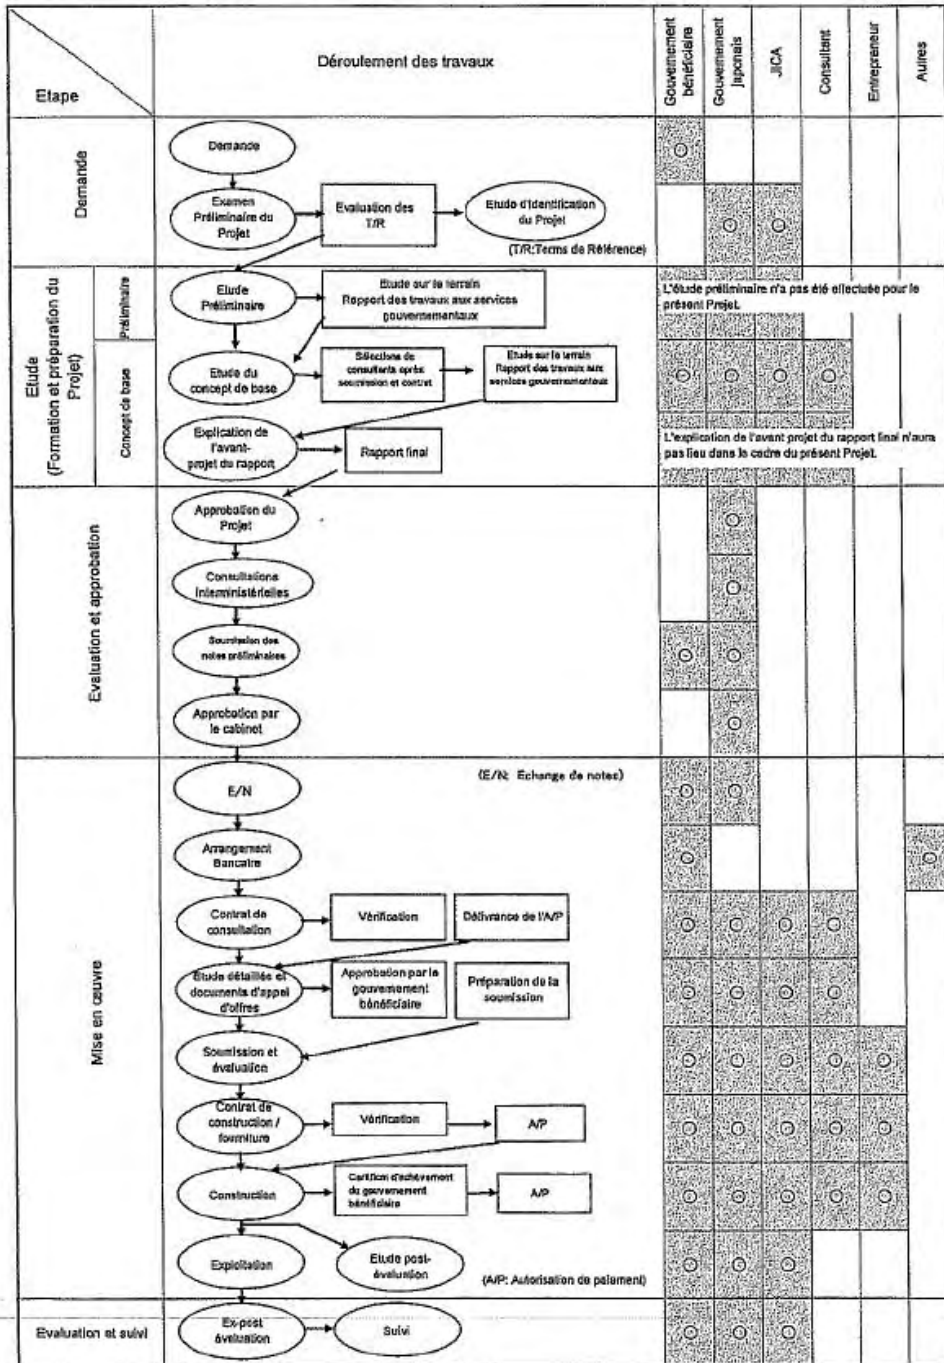 Etape
Déroulement des travaux
Gouvernement
bénéficiaire
Gouvernement
japonais
JICA
Consultant
Entrepreneur
Autres
Demande
Demande
Examen
Préliminaire du
Projet
Evaluation des
T/R
Etude d'Identification
du Projet
(T/R:Terms de Référence)
Etude
(Formation et préparation du
Projet)
Préliminaire
Etude
Préliminaire
Etude sur le terrain
Rapport des travaux aux services
gouvernementaux
L'étude préliminaire n'a pas été effectuée pour le
présent Projet.
Concept de base
Etude du
concept de base
Sélections de
consultants après
soumission et contrat
Etude sur le terrain
Rapport des travaux aux
services gouvernementaux
Explication de
l'avant-
projet du rapport
Rapport final
L'explication de l'avant projet du rapport final n'aura
pas lieu dans le cadre du présent Projet.
Evaluation et approbation
Approbation du
Projet
Consultations
Interministérielles
Soumission des
notes préliminaires
Approbation par
le cabinet
Mise en œuvre
E/N
(E/N: Echange de notes)
Arrangement
Bancaire
Contrat de
consultation
Vérification
Délivrance de l'A/P
Etude détaillés et
documents d'appel
d'offres
Approbation par le
gouvernement
bénéficiaire
Préparation de la
soumission
Soumission et
évaluation
Contrat de
construction /
fourniture
Vérification
A/P
Construction
Certificat d'achèvement
du gouvernement
bénéficiaire
A/P
Exploitation
Etude post-
évaluation
(A/P: Autorisation de paiement)
Evaluation et suivi
Ex-post
évaluation
Suivi